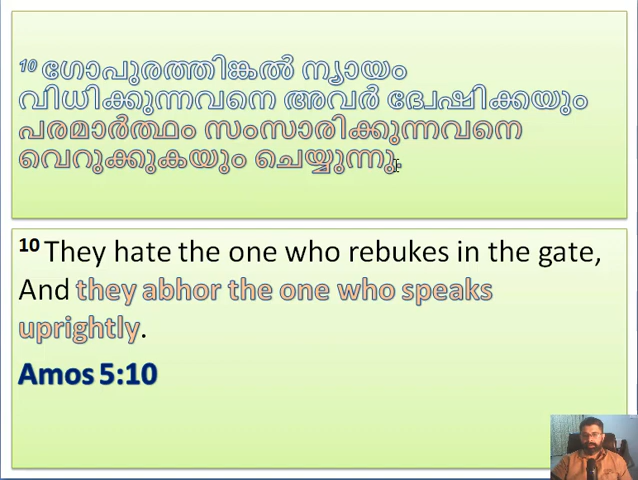 10 ഗോപുരത്തിങ്കൽ ന്യായം
വിധിക്കുന്നവനെ അവർ ദ്വേഷിക്കയും
പരമാർത്ഥം സംസാരിക്കുന്നവനെ
വെറുക്കുകയും ചെയ്യുന്നു.
10 They hate the one who rebukes in the gate,
And they abhor the one who speaks
uprightly.
Amos 5:10